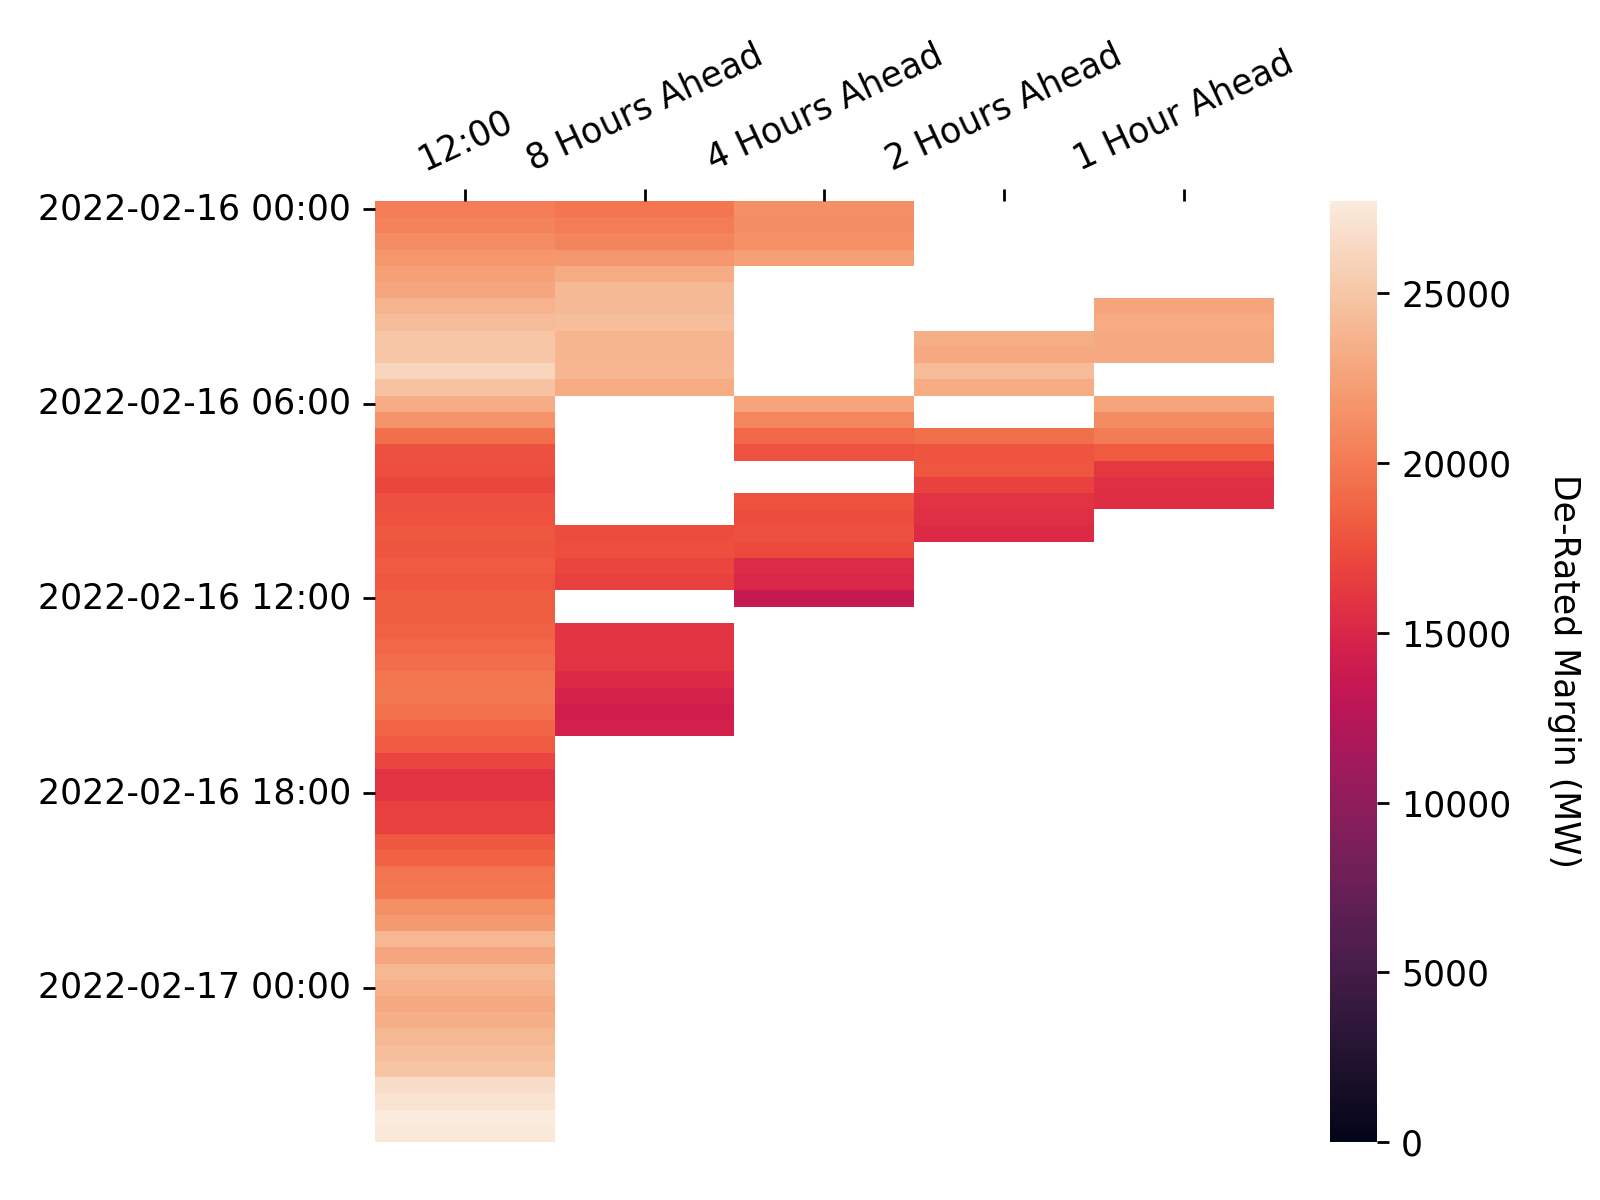 12:00
8 Hours Ahead
4 Hours Ahead
2 Hours Ahead
1 Hour Ahead
2022-02-16 00:00
2022-02-16 06:00
2022-02-16 12:00
2022-02-16 18:00
2022-02-17 00:00
25000
20000
15000
10000
5000
0
De-Rated Margin (MW)